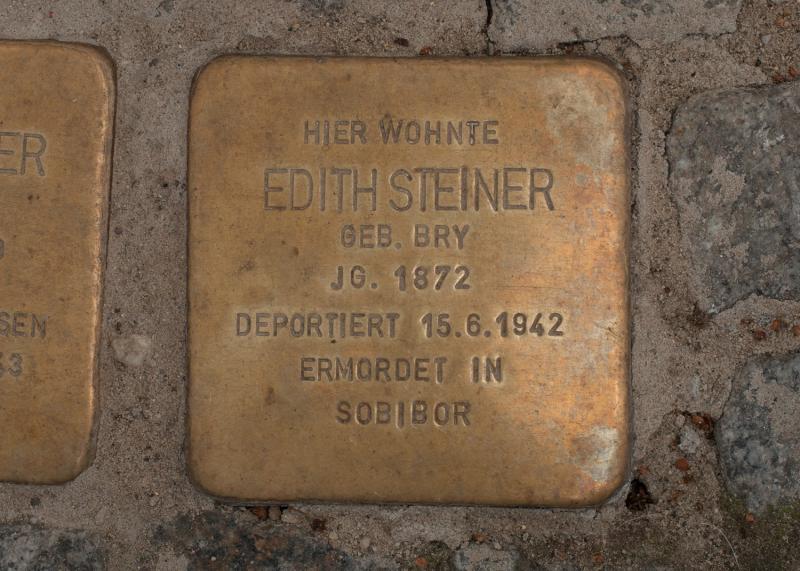 HIER WOHNTE
EDITH STEINER
GEB. BRY
JG. 1872
DEPORTIERT 15.6.1942
ERMORDET IN
SOBIBOR